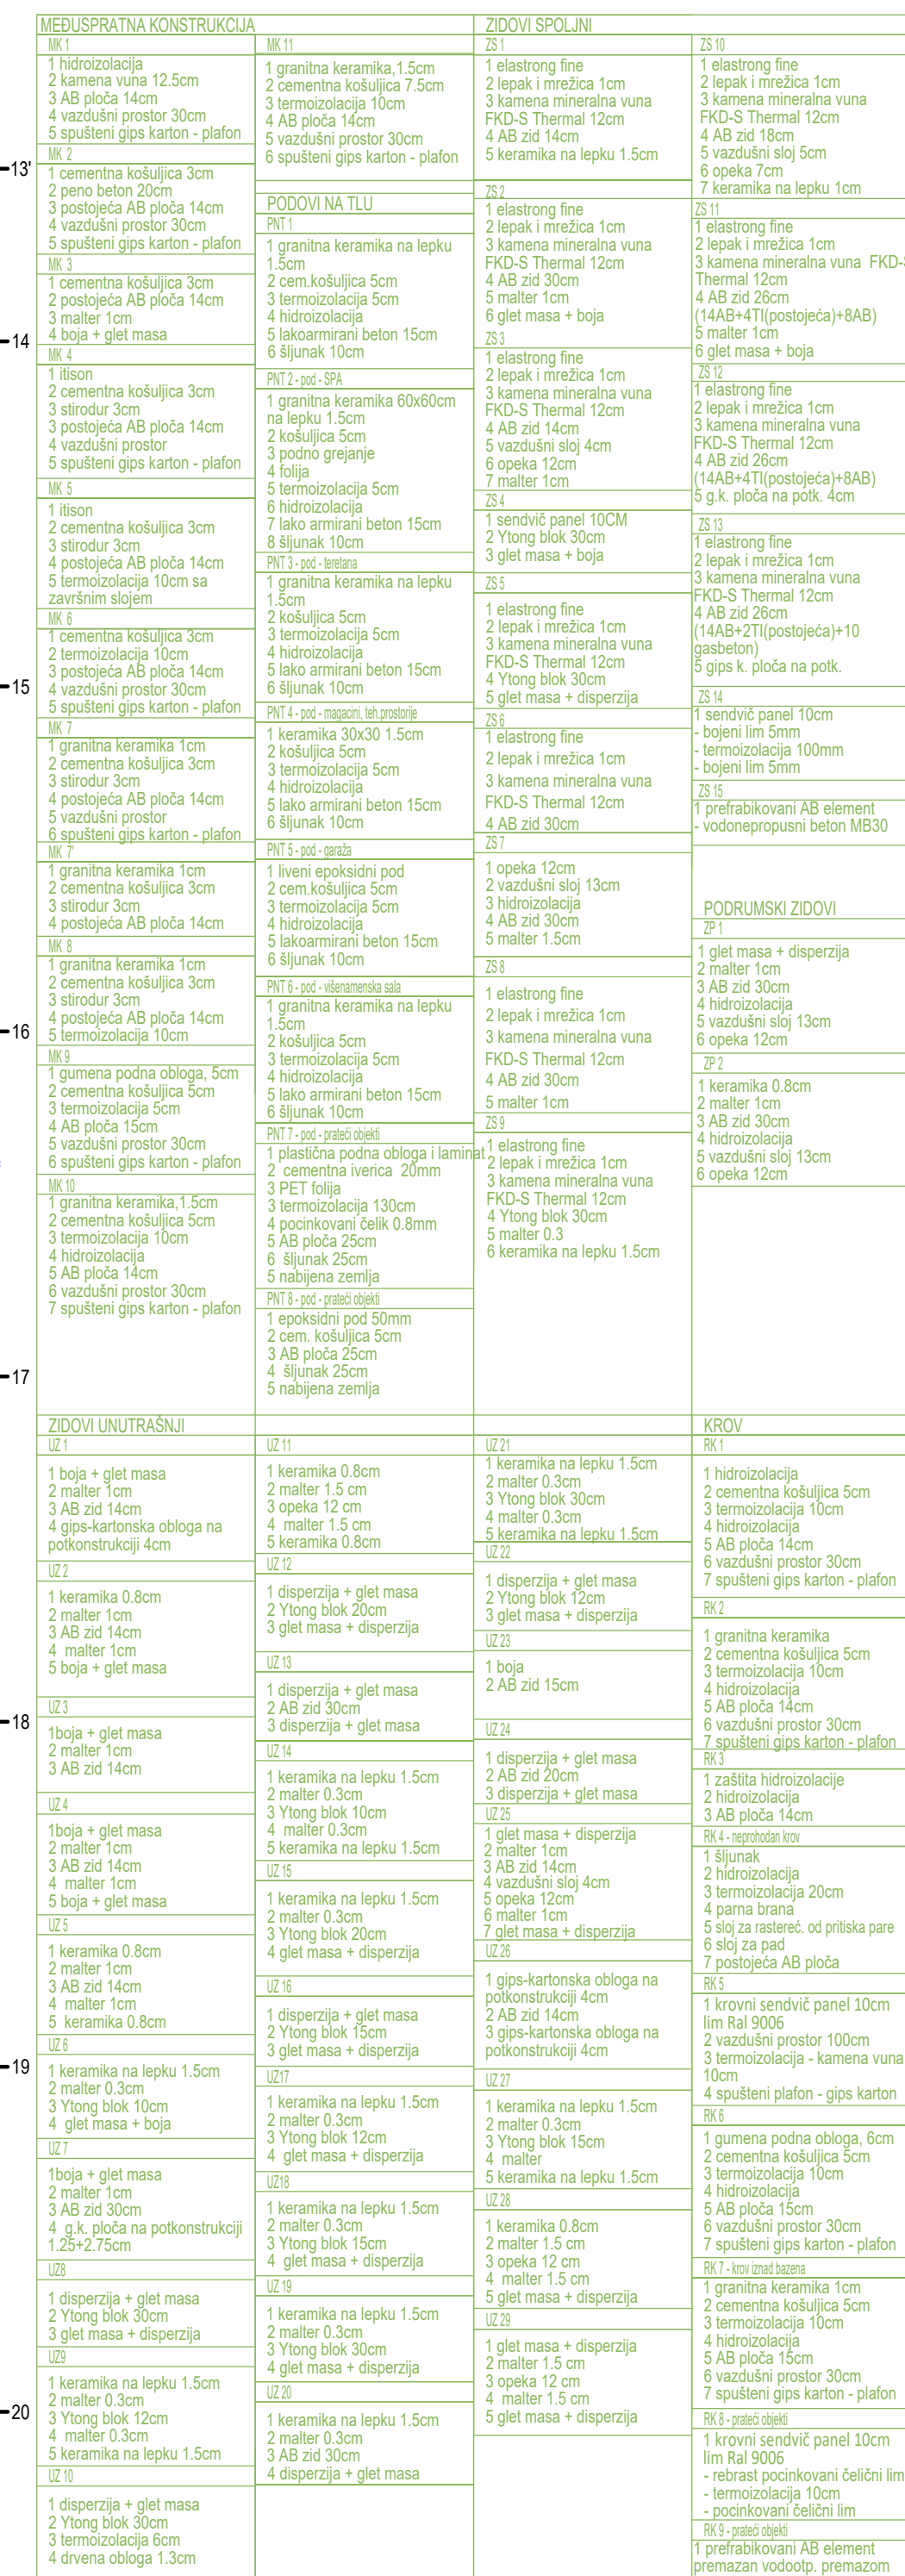 MEĐUSPRATNA KONSTRUKCIJA
MK 1
1 hidroizolacija
2 kamena vuna 12.5cm
3 AB ploča 14cm
4 vazdušni prostor 30cm
5 spušteni gips karton - plafon
MK 2
1 cementna košuljica 3cm
2 peno beton 20cm
3 postojeća AB ploča 14cm
4 vazdušni prostor 30cm
5 spušteni gips karton - plafon
MK 3
1 cementna košuljica 3cm
2 postojeća AB ploča 14cm
3 malter 1cm
4 boja + glet masa
MK 4
1 itison
2 cementna košuljica 3cm
3 stirodur 3cm
3 postojeća AB ploča 14cm
4 vazdušni prostor
5 spušteni gips karton - plafon
MK 5
1 itison
2 cementna košuljica 3cm
3 stirodur 3cm
4 postojeća AB ploča 14cm
5 termoizolacija 10cm sa
završnim slojem
MK 6
1 cementna košuljica 3cm
2 termoizolacija 10cm
3 postojeća AB ploča 14cm
4 vazdušni prostor 30cm
5 spušteni gips karton - plafon
MK 7
1 granitna keramika 1cm
2 cementna košuljica 3cm
3 stirodur 3cm
4 postojeća AB ploča 14cm
5 vazdušni prostor
6 spušteni gips karton - plafon
MK 7'
1 granitna keramika 1cm
2 cementna košuljica 3cm
3 stirodur 3cm
4 postojeća AB ploča 14cm
MK 8
1 granitna keramika 1cm
2 cementna košuljica 3cm
3 stirodur 3cm
4 postojeća AB ploča 14cm
5 termoizolacija 10cm
MK 9
1 gumena podna obloga, 5cm
2 cementna košuljica 5cm
3 termoizolacija 5cm
4 AB ploča 15cm
5 vazdušni prostor 30cm
6 spušteni gips karton - plafon
MK 10
1 granitna keramika,1.5cm
2 cementna košuljica 5cm
3 termoizolacija 10cm
4 hidroizolacija
5 AB ploča 14cm
6 vazdušni prostor 30cm
7 spušteni gips karton - plafon
MK 11
1 granitna keramika,1.5cm
2 cementna košuljica 7.5cm
3 termoizolacija 10cm
4 AB ploča 14cm
5 vazdušni prostor 30cm
6 spušteni gips karton - plafon
PODOVI NA TLU
PNT 1
1 granitna keramika na lepku
1.5cm
2 cem.košuljica 5cm
3 termoizolacija 5cm
4 hidroizolacija
5 lakoarmirani beton 15cm
6 šljunak 10cm
PNT 2 - pod - SPA
1 granitna keramika 60x60cm
na lepku 1.5cm
2 košuljica 5cm
3 podno grejanje
4 folija
5 termoizolacija 5cm
6 hidroizolacija
7 lako armirani beton 15cm
8 šljunak 10cm
PNT 3 - pod - teretana
1 granitna keramika na lepku
1.5cm
2 košuljica 5cm
3 termoizolacija 5cm
4 hidroizolacija
5 lako armirani beton 15cm
6 šljunak 10cm
PNT 4 - pod - magacini, teh.prostorije
1 keramika 30x30 1.5cm
2 košuljica 5cm
3 termoizolacija 5cm
4 hidroizolacija
5 lako armirani beton 15cm
6 šljunak 10cm
PNT 5 - pod - garaža
1 liveni epoksidni pod
2 cem.košuljica 5cm
3 termoizolacija 5cm
4 hidroizolacija
5 lakoarmirani beton 15cm
6 šljunak 10cm
PNT 6 - pod - višenamenska sala
1 granitna keramika na lepku
1.5cm
2 košuljica 5cm
3 termoizolacija 5cm
4 hidroizolacija
5 lako armirani beton 15cm
6 šljunak 10cm
PNT 7 - pod - prateći objekti
1 plastična podna obloga i laminat
2 cementna iverica 20mm
3 PET folija
3 termoizolacija 130cm
4 pocinkovani čelik 0.8mm
5 AB ploča 25cm
6 šljunak 25cm
5 nabijena zemlja
PNT 8 - pod - prateći objekti
1 epoksidni pod 50mm
2 cem. košuljica 5cm
3 AB ploča 25cm
4 šljunak 25cm
5 nabijena zemlja
ZIDOVI SPOLJNI
ZS 1
1 elastrong fine
2 lepak i mrežica 1cm
3 kamena mineralna vuna
FKD-S Thermal 12cm
4 AB zid 14cm
5 keramika na lepku 1.5cm
ZS 2
1 elastrong fine
2 lepak i mrežica 1cm
3 kamena mineralna vuna
FKD-S Thermal 12cm
4 AB zid 30cm
5 malter 1cm
6 glet masa + boja
ZS 3
1 elastrong fine
2 lepak i mrežica 1cm
3 kamena mineralna vuna
FKD-S Thermal 12cm
4 AB zid 14cm
5 vazdušni sloj 4cm
6 opeka 12cm
7 malter 1cm
ZS 4
1 sendvič panel 10CM
2 Ytong blok 30cm
3 glet masa + boja
ZS 5
1 elastrong fine
2 lepak i mrežica 1cm
3 kamena mineralna vuna
FKD-S Thermal 12cm
4 Ytong blok 30cm
5 glet masa + disperzija
ZS 6
1 elastrong fine
2 lepak i mrežica 1cm
3 kamena mineralna vuna
FKD-S Thermal 12cm
4 AB zid 30cm
ZS 7
1 opeka 12cm
2 vazdušni sloj 13cm
3 hidroizolacija
4 AB zid 30cm
5 malter 1.5cm
ZS 8
1 elastrong fine
2 lepak i mrežica 1cm
3 kamena mineralna vuna
FKD-S Thermal 12cm
4 AB zid 30cm
5 malter 1cm
ZS 9
1 elastrong fine
2 lepak i mrežica 1cm
3 kamena mineralna vuna
FKD-S Thermal 12cm
4 Ytong blok 30cm
5 malter 0.3
6 keramika na lepku 1.5cm
ZS 10
1 elastrong fine
2 lepak i mrežica 1cm
3 kamena mineralna vuna
FKD-S Thermal 12cm
4 AB zid 18cm
5 vazdušni sloj 5cm
6 opeka 7cm
7 keramika na lepku 1cm
ZS 11
1 elastrong fine
2 lepak i mrežica 1cm
3 kamena mineralna vuna FKD-S
Thermal 12cm
4 AB zid 26cm
(14AB+4TI(postojeća)+8AB)
5 malter 1cm
6 glet masa + boja
ZS 12
1 elastrong fine
2 lepak i mrežica 1cm
3 kamena mineralna vuna
FKD-S Thermal 12cm
4 AB zid 26cm
(14AB+4TI(postojeća)+8AB)
5 g.k. ploča na potk. 4cm
ZS 13
1 elastrong fine
2 lepak i mrežica 1cm
3 kamena mineralna vuna
FKD-S Thermal 12cm
4 AB zid 26cm
(14AB+2TI(postojeća)+10
gasbeton)
5 gips k. ploča na potk.
ZS 14
1 sendvič panel 10cm
- bojeni lim 5mm
- termoizolacija 100mm
- bojeni lim 5mm
ZS 15
1 prefrabikovani AB element
- vodonepropusni beton MB30
PODRUMSKI ZIDOVI
ZP 1
1 glet masa + disperzija
2 malter 1cm
3 AB zid 30cm
4 hidroizolacija
5 vazdušni sloj 13cm
6 opeka 12cm
ZP 2
1 keramika 0.8cm
2 malter 1cm
3 AB zid 30cm
4 hidroizolacija
5 vazdušni sloj 13cm
6 opeka 12cm
13'
14
15
16
17
18
19
20
ZIDOVI UNUTRAŠNJI
UZ 1
1 boja + glet masa
2 malter 1cm
3 AB zid 14cm
4 gips-kartonska obloga na
potkonstrukciji 4cm
UZ 2
1 keramika 0.8cm
2 malter 1cm
3 AB zid 14cm
4 malter 1cm
5 boja + glet masa
UZ 3
1boja + glet masa
2 malter 1cm
3 AB zid 14cm
UZ 4
1boja + glet masa
2 malter 1cm
3 AB zid 14cm
4 malter 1cm
5 boja + glet masa
UZ 5
1 keramika 0.8cm
2 malter 1cm
3 AB zid 14cm
4 malter 1cm
5 keramika 0.8cm
UZ 6
1 keramika na lepku 1.5cm
2 malter 0.3cm
3 Ytong blok 10cm
4 glet masa + boja
UZ 7
1boja + glet masa
2 malter 1cm
3 AB zid 30cm
4 g.k. ploča na potkonstrukciji
1.25+2.75cm
UZ8
1 disperzija + glet masa
2 Ytong blok 30cm
3 glet masa + disperzija
UZ9
1 keramika na lepku 1.5cm
2 malter 0.3cm
3 Ytong blok 12cm
4 malter 0.3cm
5 keramika na lepku 1.5cm
UZ 10
1 disperzija + glet masa
2 Ytong blok 30cm
3 termoizolacija 6cm
4 drvena obloga 1.3cm
UZ 11
1 keramika 0.8cm
2 malter 1.5 cm
3 opeka 12 cm
4 malter 1.5 cm
5 keramika 0.8cm
UZ 12
1 disperzija + glet masa
2 Ytong blok 20cm
3 glet masa + disperzija
UZ 13
1 disperzija + glet masa
2 AB zid 30cm
3 disperzija + glet masa
UZ 14
1 keramika na lepku 1.5cm
2 malter 0.3cm
3 Ytong blok 10cm
4 malter 0.3cm
5 keramika na lepku 1.5cm
UZ 15
1 keramika na lepku 1.5cm
2 malter 0.3cm
3 Ytong blok 20cm
4 glet masa + disperzija
UZ 16
1 disperzija + glet masa
2 Ytong blok 15cm
3 glet masa + disperzija
UZ17
1 keramika na lepku 1.5cm
2 malter 0.3cm
3 Ytong blok 12cm
4 glet masa + disperzija
UZ18
1 keramika na lepku 1.5cm
2 malter 0.3cm
3 Ytong blok 15cm
4 glet masa + disperzija
UZ 19
1 keramika na lepku 1.5cm
2 malter 0.3cm
3 Ytong blok 30cm
4 glet masa + disperzija
UZ 20
1 keramika na lepku 1.5cm
2 malter 0.3cm
3 AB zid 30cm
4 disperzija + glet masa
UZ 21
1 keramika na lepku 1.5cm
2 malter 0.3cm
3 Ytong blok 30cm
4 malter 0.3cm
5 keramika na lepku 1.5cm
UZ 22
1 disperzija + glet masa
2 Ytong blok 12cm
3 glet masa + disperzija
UZ 23
1 boja
2 AB zid 15cm
UZ 24
1 disperzija + glet masa
2 AB zid 20cm
3 disperzija + glet masa
UZ 25
1 glet masa + disperzija
2 malter 1cm
3 AB zid 14cm
4 vazdušni sloj 4cm
5 opeka 12cm
6 malter 1cm
7 glet masa + disperzija
UZ 26
1 gips-kartonska obloga na
potkonstrukciji 4cm
2 AB zid 14cm
3 gips-kartonska obloga na
potkonstrukciji 4cm
UZ 27
1 keramika na lepku 1.5cm
2 malter 0.3cm
3 Ytong blok 15cm
4 malter
5 keramika na lepku 1.5cm
UZ 28
1 keramika 0.8cm
2 malter 1.5 cm
3 opeka 12 cm
4 malter 1.5 cm
5 glet masa + disperzija
UZ 29
1 glet masa + disperzija
2 malter 1.5 cm
3 opeka 12 cm
4 malter 1.5 cm
5 glet masa + disperzija
KROV
RK 1
1 hidroizolacija
2 cementna košuljica 5cm
3 termoizolacija 10cm
4 hidroizolacija
5 AB ploča 14cm
6 vazdušni prostor 30cm
7 spušteni gips karton - plafon
RK 2
1 granitna keramika
2 cementna košuljica 5cm
3 termoizolacija 10cm
4 hidroizolacija
5 AB ploča 14cm
6 vazdušni prostor 30cm
7 spušteni gips karton - plafon
RK 3
1 zaštita hidroizolacije
2 hidroizolacija
3 AB ploča 14cm
RK 4 - neprohodan krov
1 šljunak
2 hidroizolacija
3 termoizolacija 20cm
4 parna brana
5 sloj za rastereć. od pritiska pare
6 sloj za pad
7 postojeća AB ploča
RK 5
1 krovni sendvič panel 10cm
lim Ral 9006
2 vazdušni prostor 100cm
3 termoizolacija - kamena vuna
10cm
4 spušteni plafon - gips karton
RK 6
1 gumena podna obloga, 6cm
2 cementna košuljica 5cm
3 termoizolacija 10cm
4 hidroizolacija
5 AB ploča 15cm
6 vazdušni prostor 30cm
7 spušteni gips karton - plafon
RK 7 - krov iznad bazena
1 granitna keramika 1cm
2 cementna košuljica 5cm
3 termoizolacija 10cm
4 hidroizolacija
5 AB ploča 15cm
6 vazdušni prostor 30cm
7 spušteni gips karton - plafon
RK 8 - prateći objekti
1 krovni sendvič panel 10cm
lim Ral 9006
- rebrast pocinkovani čelični lim
- termoizolacija 10cm
- pocinkovani čelični lim
RK 9 - prateći objekti
1 prefrabikovani AB element
premazan vodootp. premazom